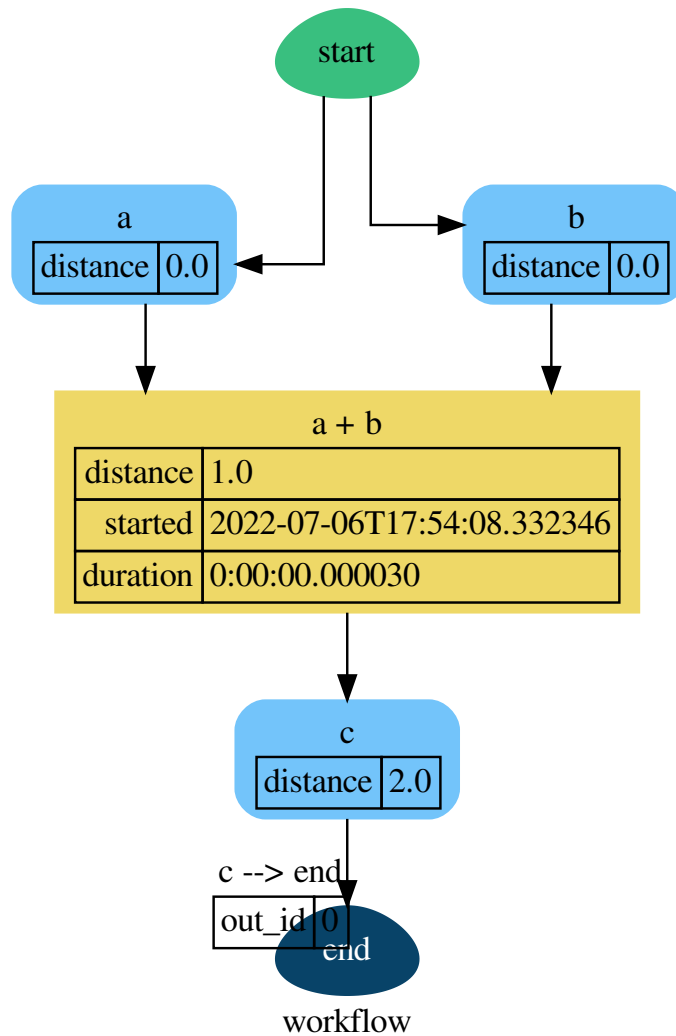 start
a
distance 0.0
b
distance 0.0
a + b
distance 1.0
started 2022-07-06T17:54:08.332346
duration 0:00:00.000030
c
distance 2.0
c --> end
out_id 0
end
workflow